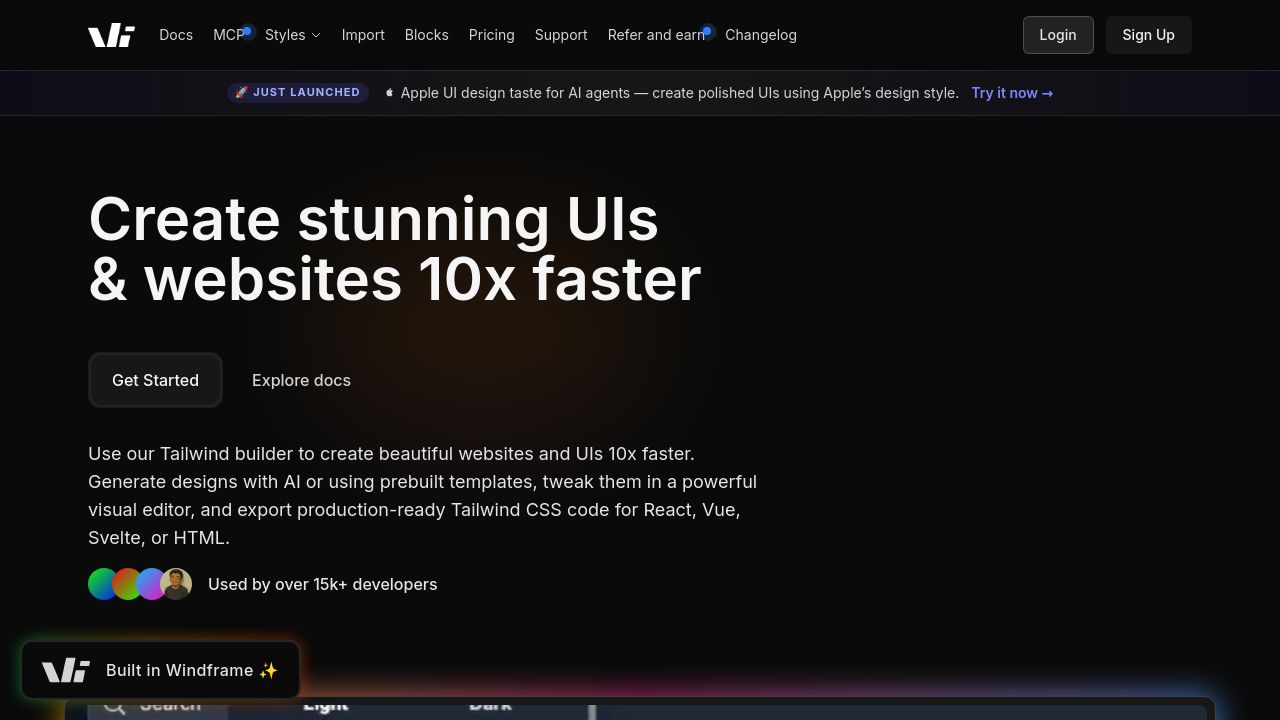 Docs MCP Styles Import Blocks Pricing Support Refer and earn Changelog Login Sign Up
🚀 JUST LAUNCHED Apple UI design taste for AI agents — create polished UIs using Apple’s design style. Try it now →
Create stunning UIs
& websites 10x faster
Get Started Explore docs
Use our Tailwind builder to create beautiful websites and UIs 10x faster.
Generate designs with AI or using prebuilt templates, tweak them in a powerful
visual editor, and export production-ready Tailwind CSS code for React, Vue,
Svelte, or HTML.
Used by over 15k+ developers
Built in Windframe ✨
Search Light Dark